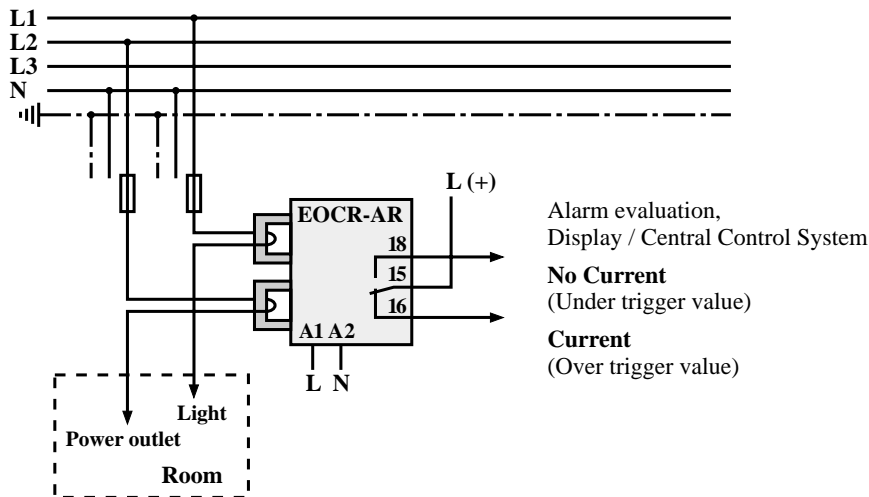 L1
L2
L3
N
L (+)
EOCR-AR
18
15
16
A1 A2
L N
Alarm evaluation,
Display / Central Control System
No Current
(Under trigger value)
Current
(Over trigger value)
Light
Power outlet
Room